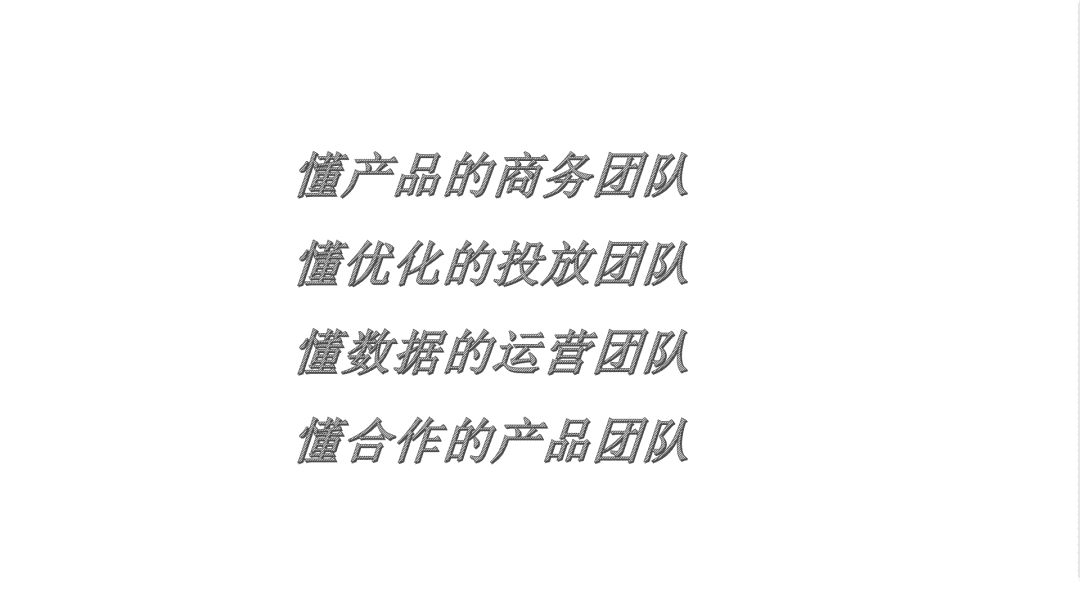 懂产品的商务团队
懂优化的投放团队
懂数据的运营团队
懂合作的产品团队